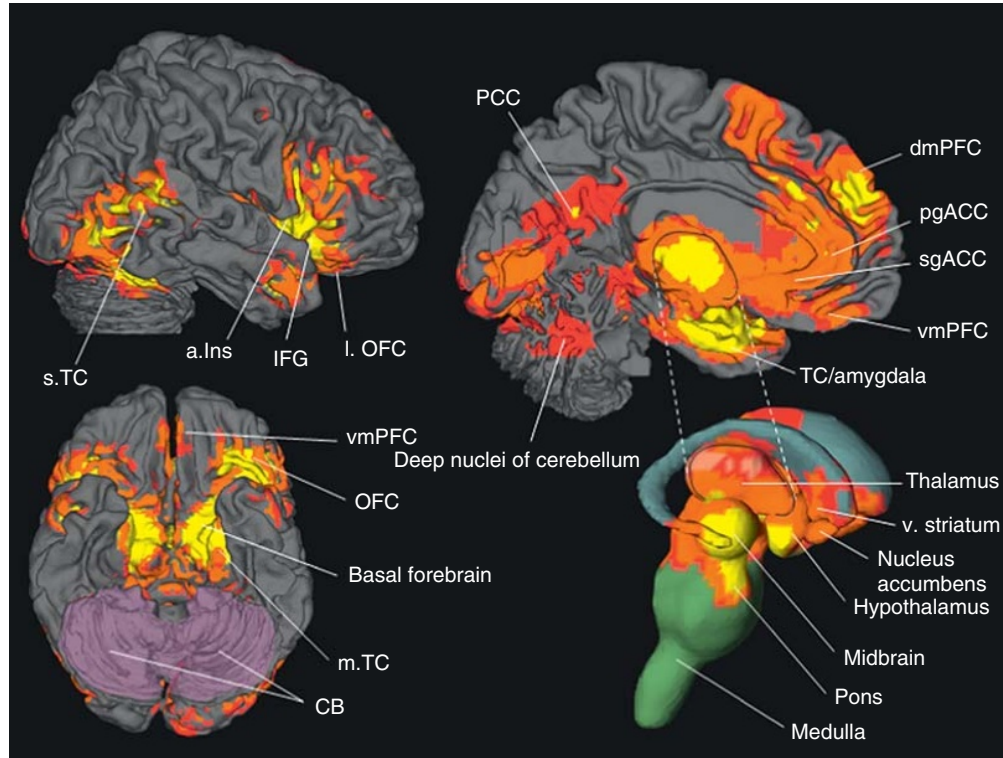 PCC
dmPFC
pgACC
sgACC
vmPFC
TC/amygdala
Deep nuclei of cerebellum
s.TC
a.Ins
IFG
l. OFC
vmPFC
OFC
Basal forebrain
m.TC
CB
Thalamus
v. striatum
Nucleus
accumbens
Hypothalamus
Midbrain
Pons
Medulla